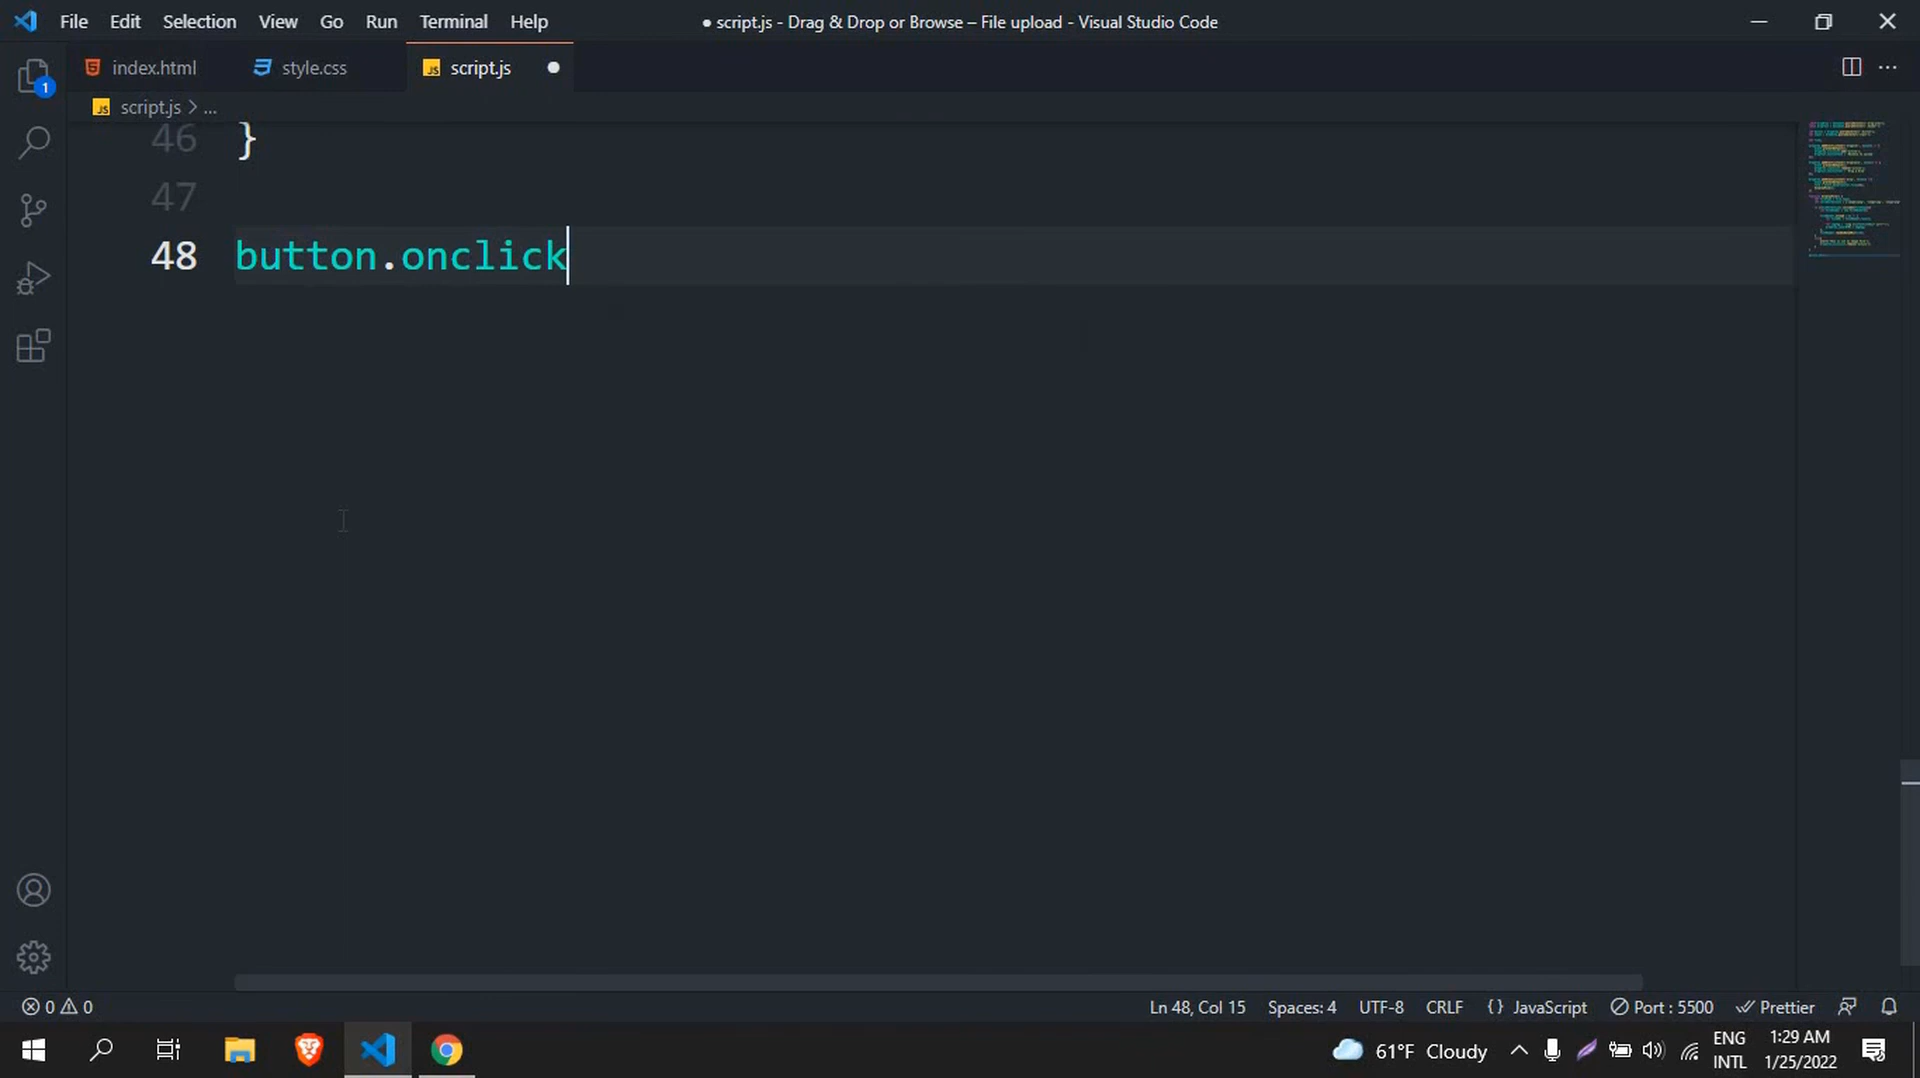 File Edit Selection View Go Run Terminal Help
● script.js - Drag & Drop or Browse – File upload - Visual Studio Code
index.html style.css JS script.js
1
JS script.js > ...
46 }
47
48 button.onclick
0 0
Ln 48, Col 15 Spaces: 4 UTF-8 CRLF {} JavaScript Port : 5500 Prettier
61°F Cloudy
ENG
INTL
1:29 AM
1/25/2022